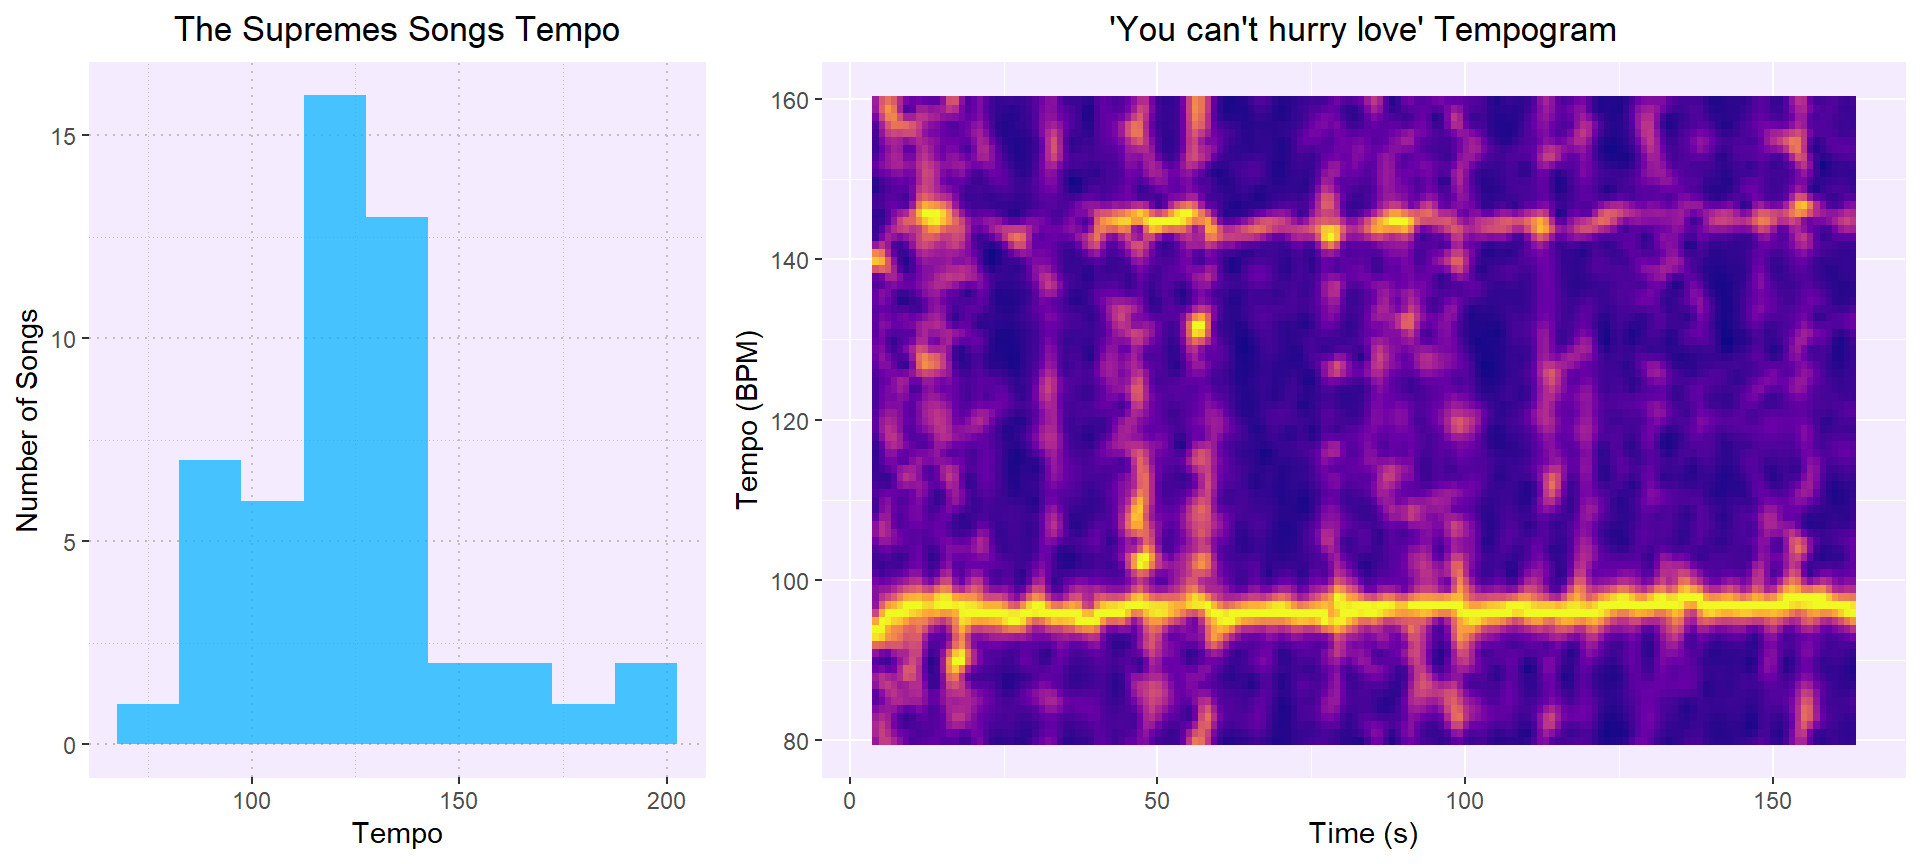 The Supremes Songs Tempo
Number of Songs
15
10
5
0
100 150 200
Tempo
'You can't hurry love' Tempogram
Tempo (BPM)
160
140
120
100
80
0 50 100 150
Time (s)